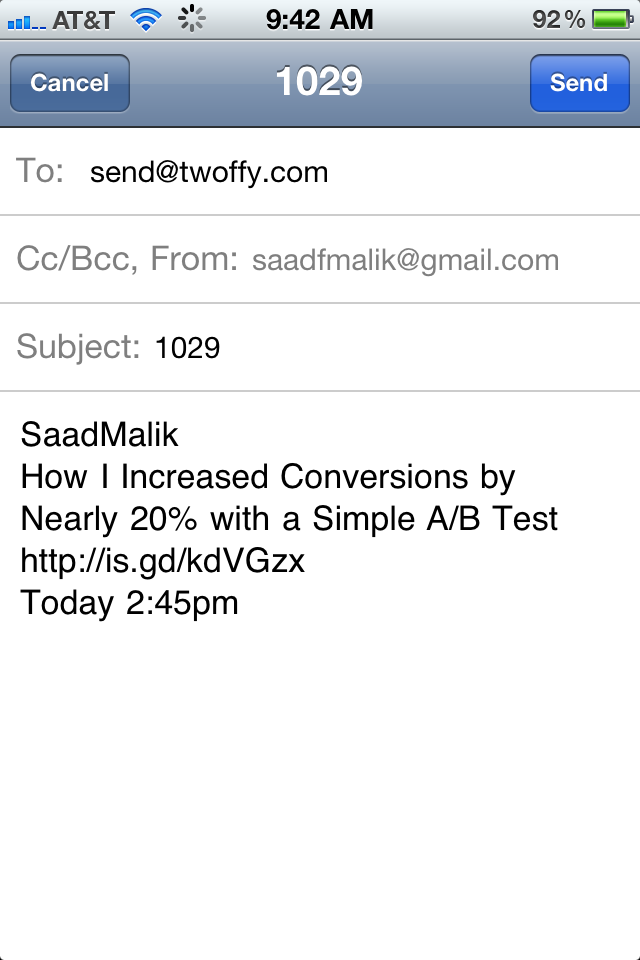 AT&T 9:42 AM 92%
Cancel 1029 Send
To: send@twoffy.com
Cc/Bcc, From: saadfmalik@gmail.com
Subject: 1029
SaadMalik
How I Increased Conversions by
Nearly 20% with a Simple A/B Test
http://is.gd/kdVGzx
Today 2:45pm